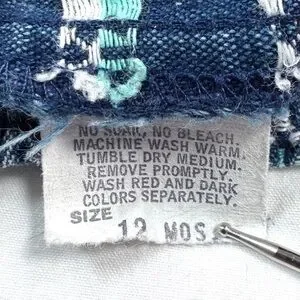 NO SOAK, NO BLEACH.
MACHINE WASH WARM.
TUMBLE DRY MEDIUM.
REMOVE PROMPTLY.
WASH RED AND DARK
COLORS SEPARATELY.
SIZE
12 MOS.